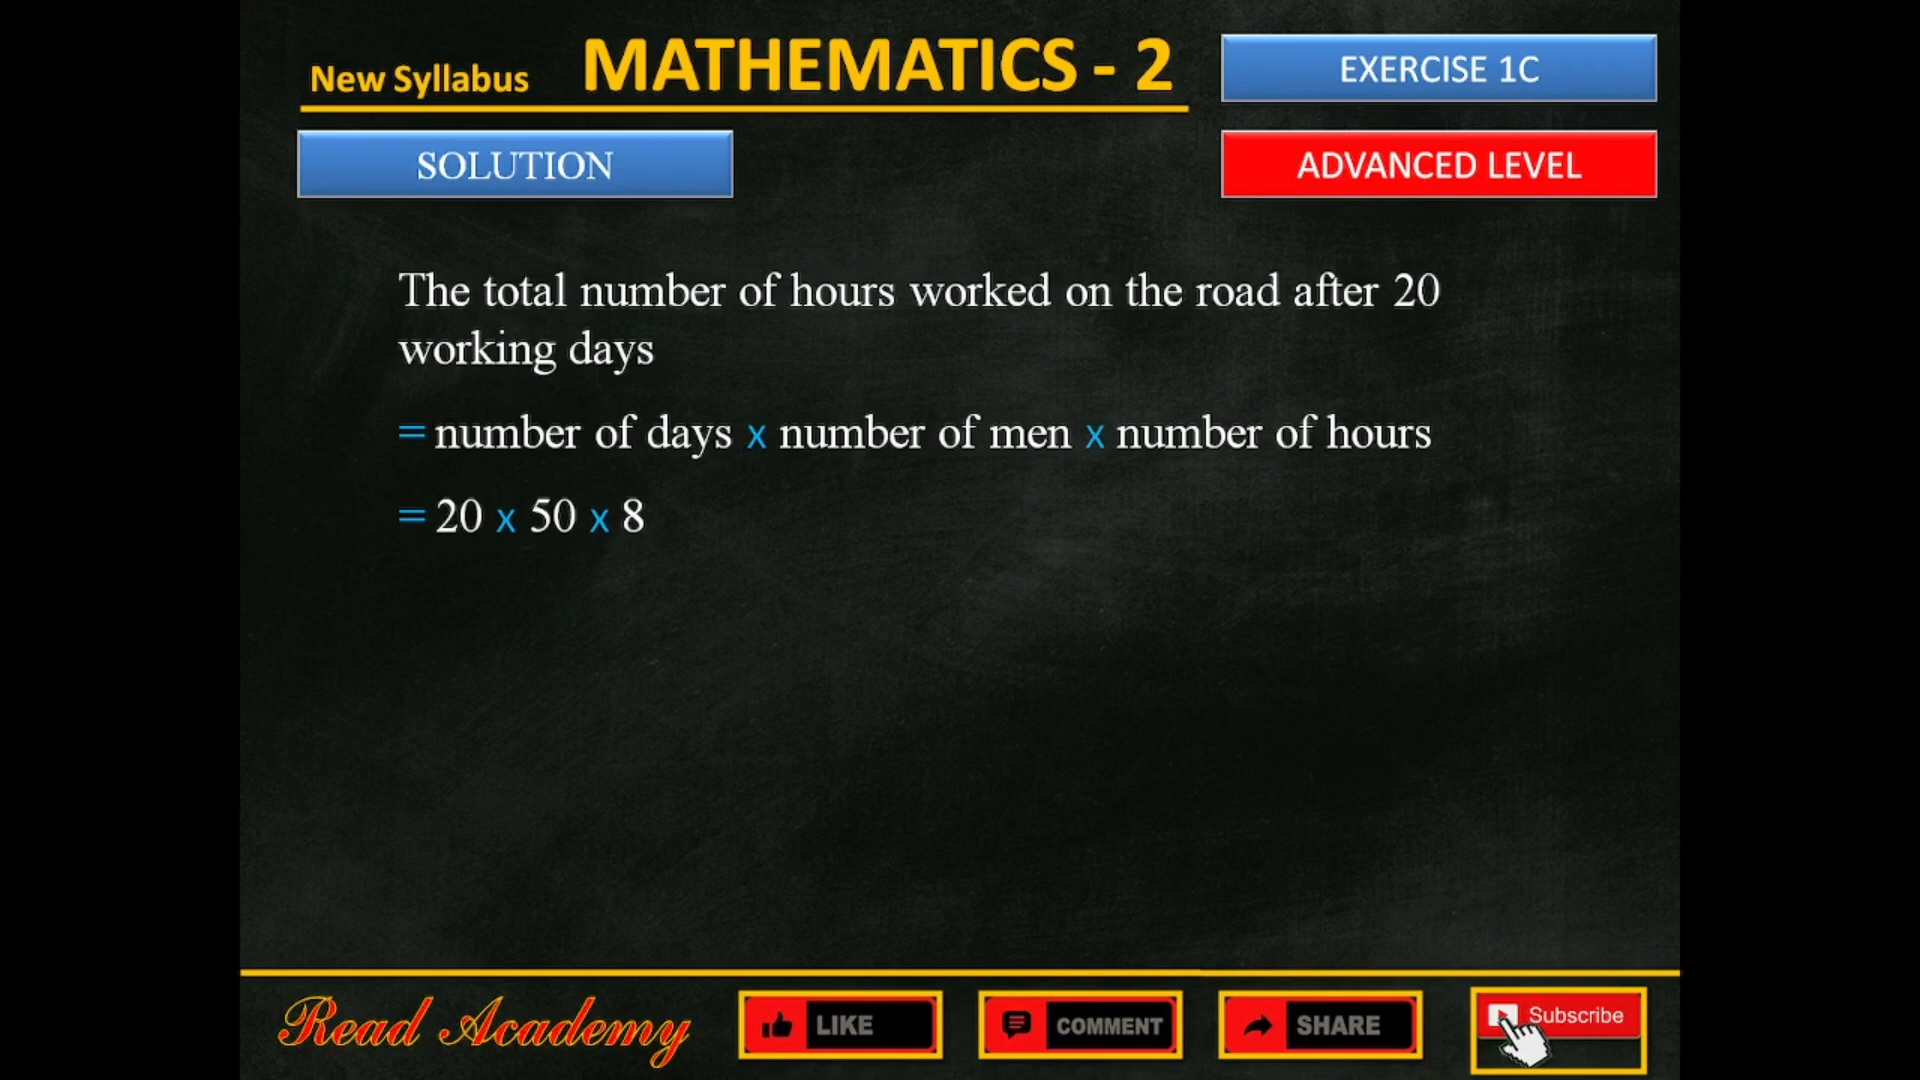 New Syllabus MATHEMATICS - 2
EXERCISE 1C
SOLUTION
ADVANCED LEVEL
The total number of hours worked on the road after 20
working days
= number of days x number of men x number of hours
= 20 x 50 x 8
Read Academy
LIKE
COMMENT
SHARE
Subscribe